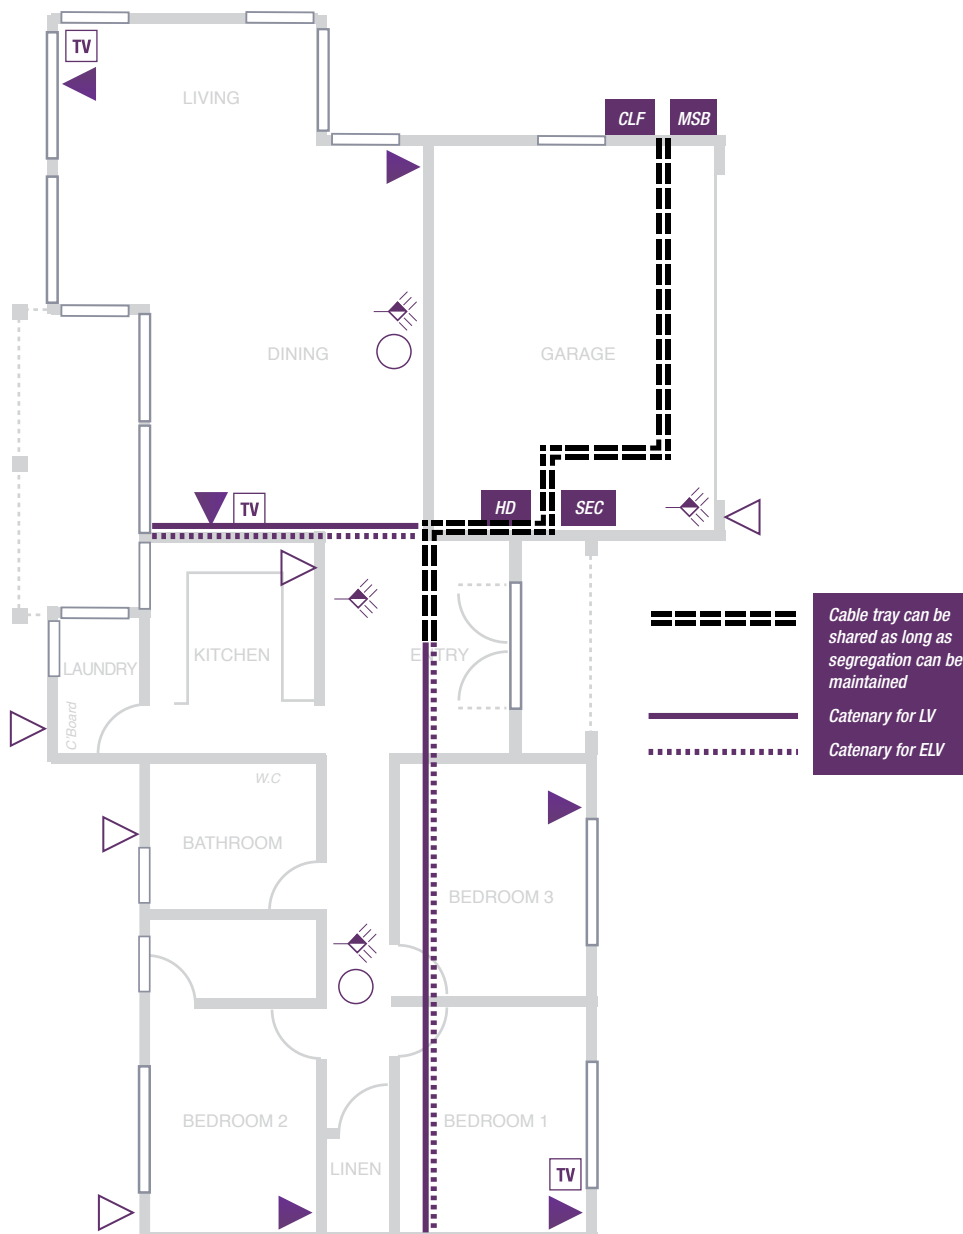 TV
LIVING
CLF
MSB
DINING
GARAGE
TV
HD
SEC
KITCHEN
ENTRY
LAUNDRY
C'Board
W.C
BATHROOM
BEDROOM 3
BEDROOM 2
BEDROOM 1
LINEN
TV
Cable tray can be
shared as long as
segregation can be
maintained
Catenary for LV
Catenary for ELV